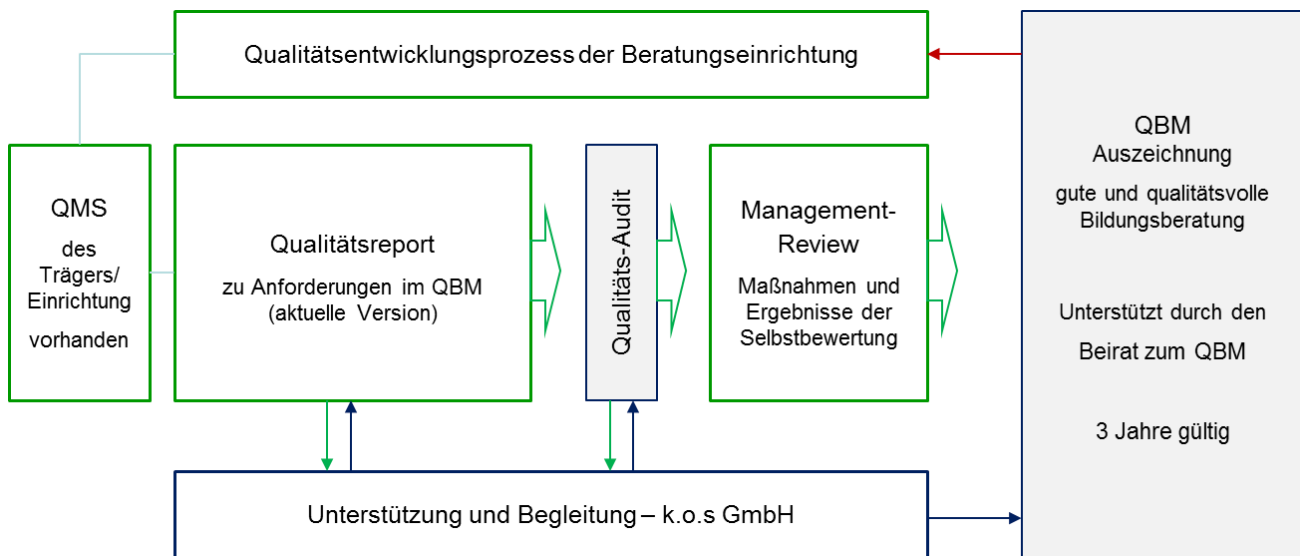 Qualitätsentwicklungsprozess der Beratungseinrichtung
QMS
des
Trägers/
Einrichtung
vorhanden
Qualitätsreport
zu Anforderungen im QBM
(aktuelle Version)
Qualitäts-Audit
Management-
Review
Maßnahmen und
Ergebnisse der
Selbstbewertung
QBM
Auszeichnung
gute und qualitätsvolle
Bildungsberatung
Unterstützt durch den
Beirat zum QBM
3 Jahre gültig
Unterstützung und Begleitung – k.o.s GmbH